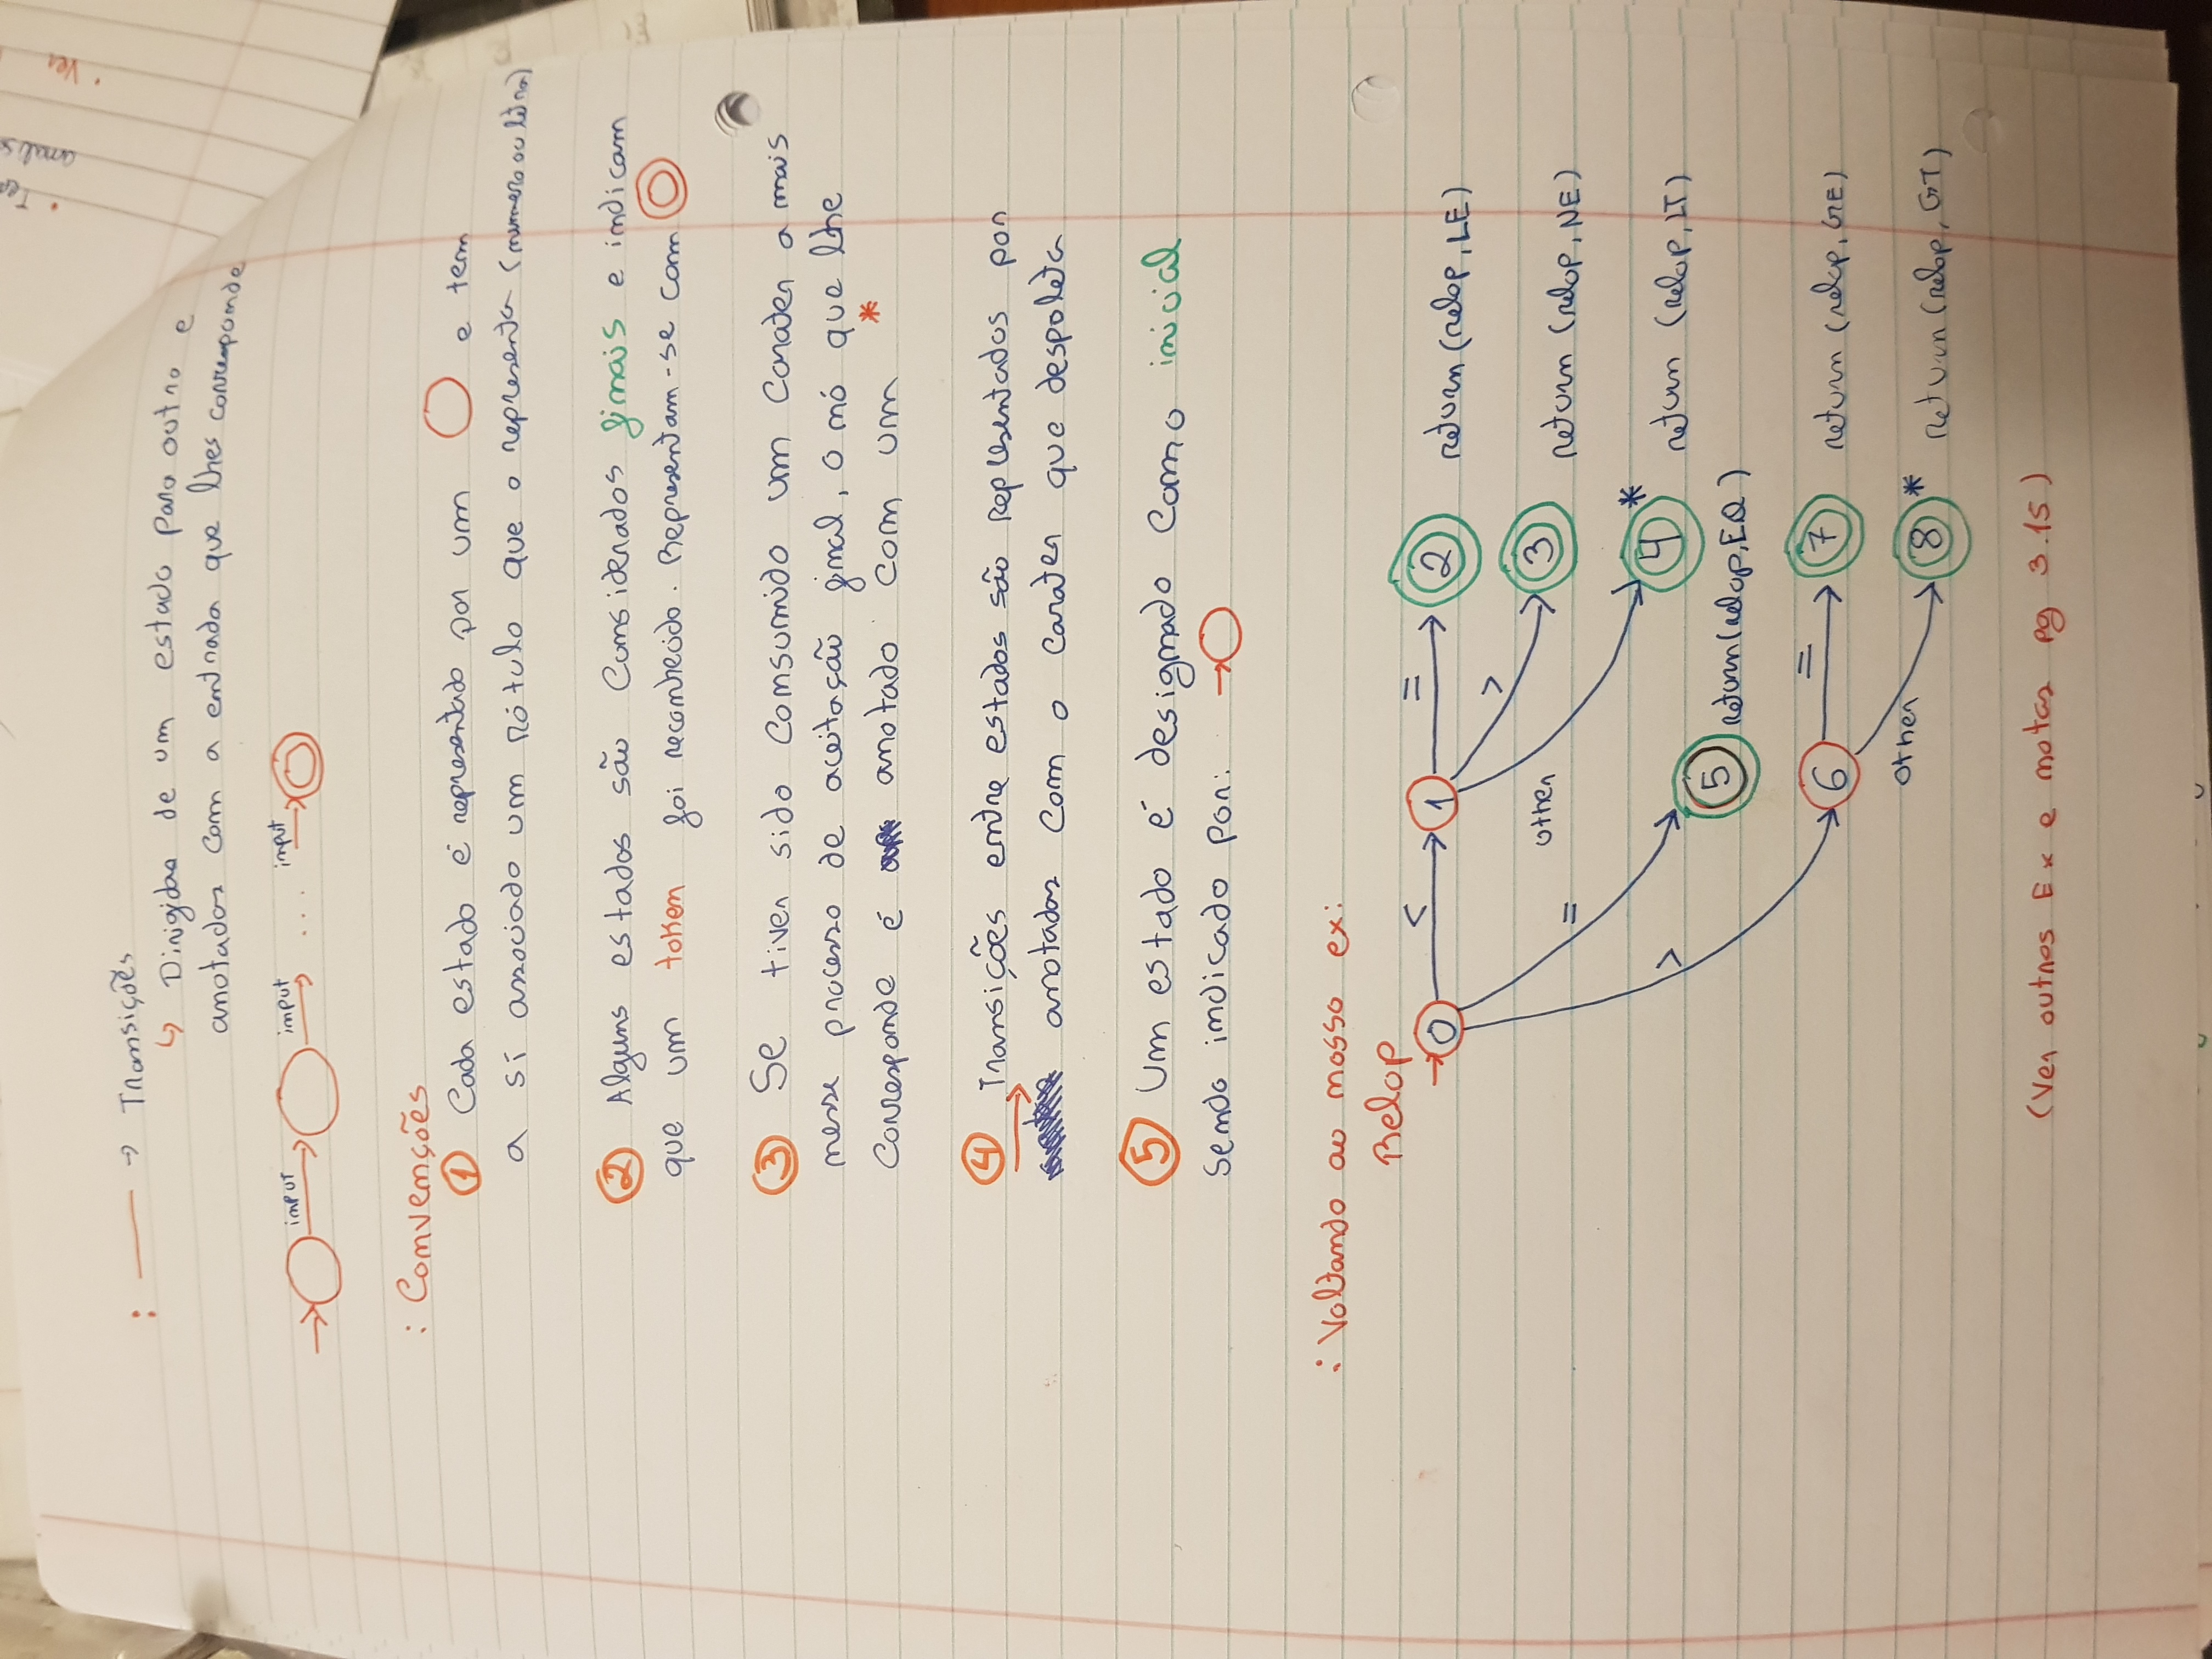 : —— → Transições
↳ Dirigidas de um estado para outro e
anotadas com a entrada que lhes corresponde
input input ... input
: Convenções
① Cada estado é representado por um ○ e tem
a si associado um rótulo que o representa (numero ou letra)
② Alguns estados são considerados finais e indicam
que um token foi reconhecido. Representam-se com ◎
③ Se tiver sido consumido um carater a mais
nesse processo de aceitação final, o nó que lhe
corresponde é anotado com um *
④ Transições entre estados são representados por
→ anotadas com o carater que despoleta
⑤ Um estado é designado como inicial
sendo indicado por: →○
: Voltando ao nosso ex:
Relop
0 < 1 = 2 return (relop, LE)
> 3 return (relop, NE)
other
= 4 * return (relop, LT)
> 5 return (relop, EQ)
6 = 7 return (relop, GE)
other 8 * return (relop, GT)
(Ver outros Ex e notas pg 3.15)
• Ver